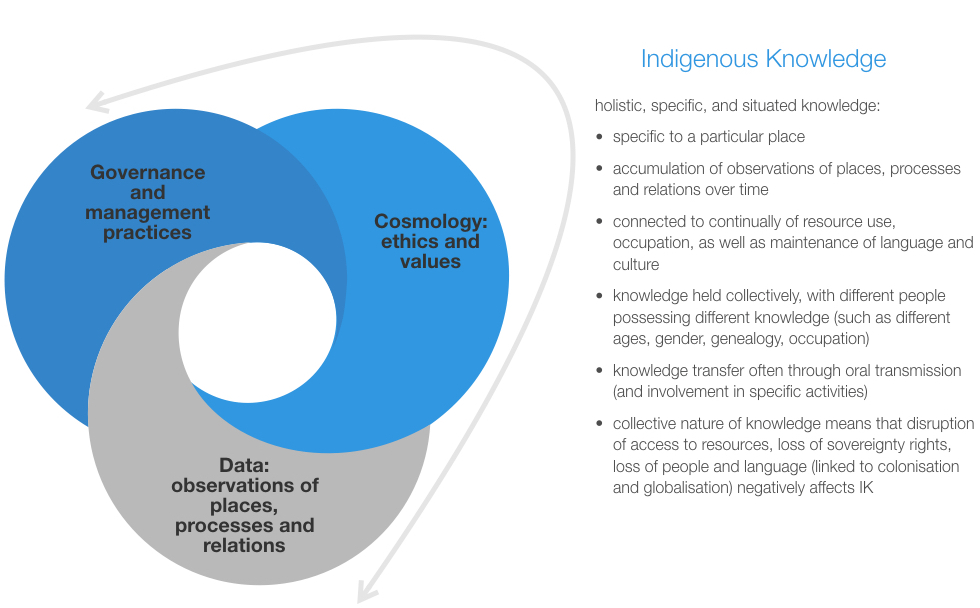 Governance
and
management
practices
Cosmology:
ethics and
values
Data:
observations of
places,
processes and
relations
Indigenous Knowledge
holistic, specific, and situated knowledge:
• specific to a particular place
• accumulation of observations of places, processes
and relations over time
• connected to continually of resource use,
occupation, as well as maintenance of language and
culture
• knowledge held collectively, with different people
possessing different knowledge (such as different
ages, gender, genealogy, occupation)
• knowledge transfer often through oral transmission
(and involvement in specific activities)
• collective nature of knowledge means that disruption
of access to resources, loss of sovereignty rights,
loss of people and language (linked to colonisation
and globalisation) negatively affects IK